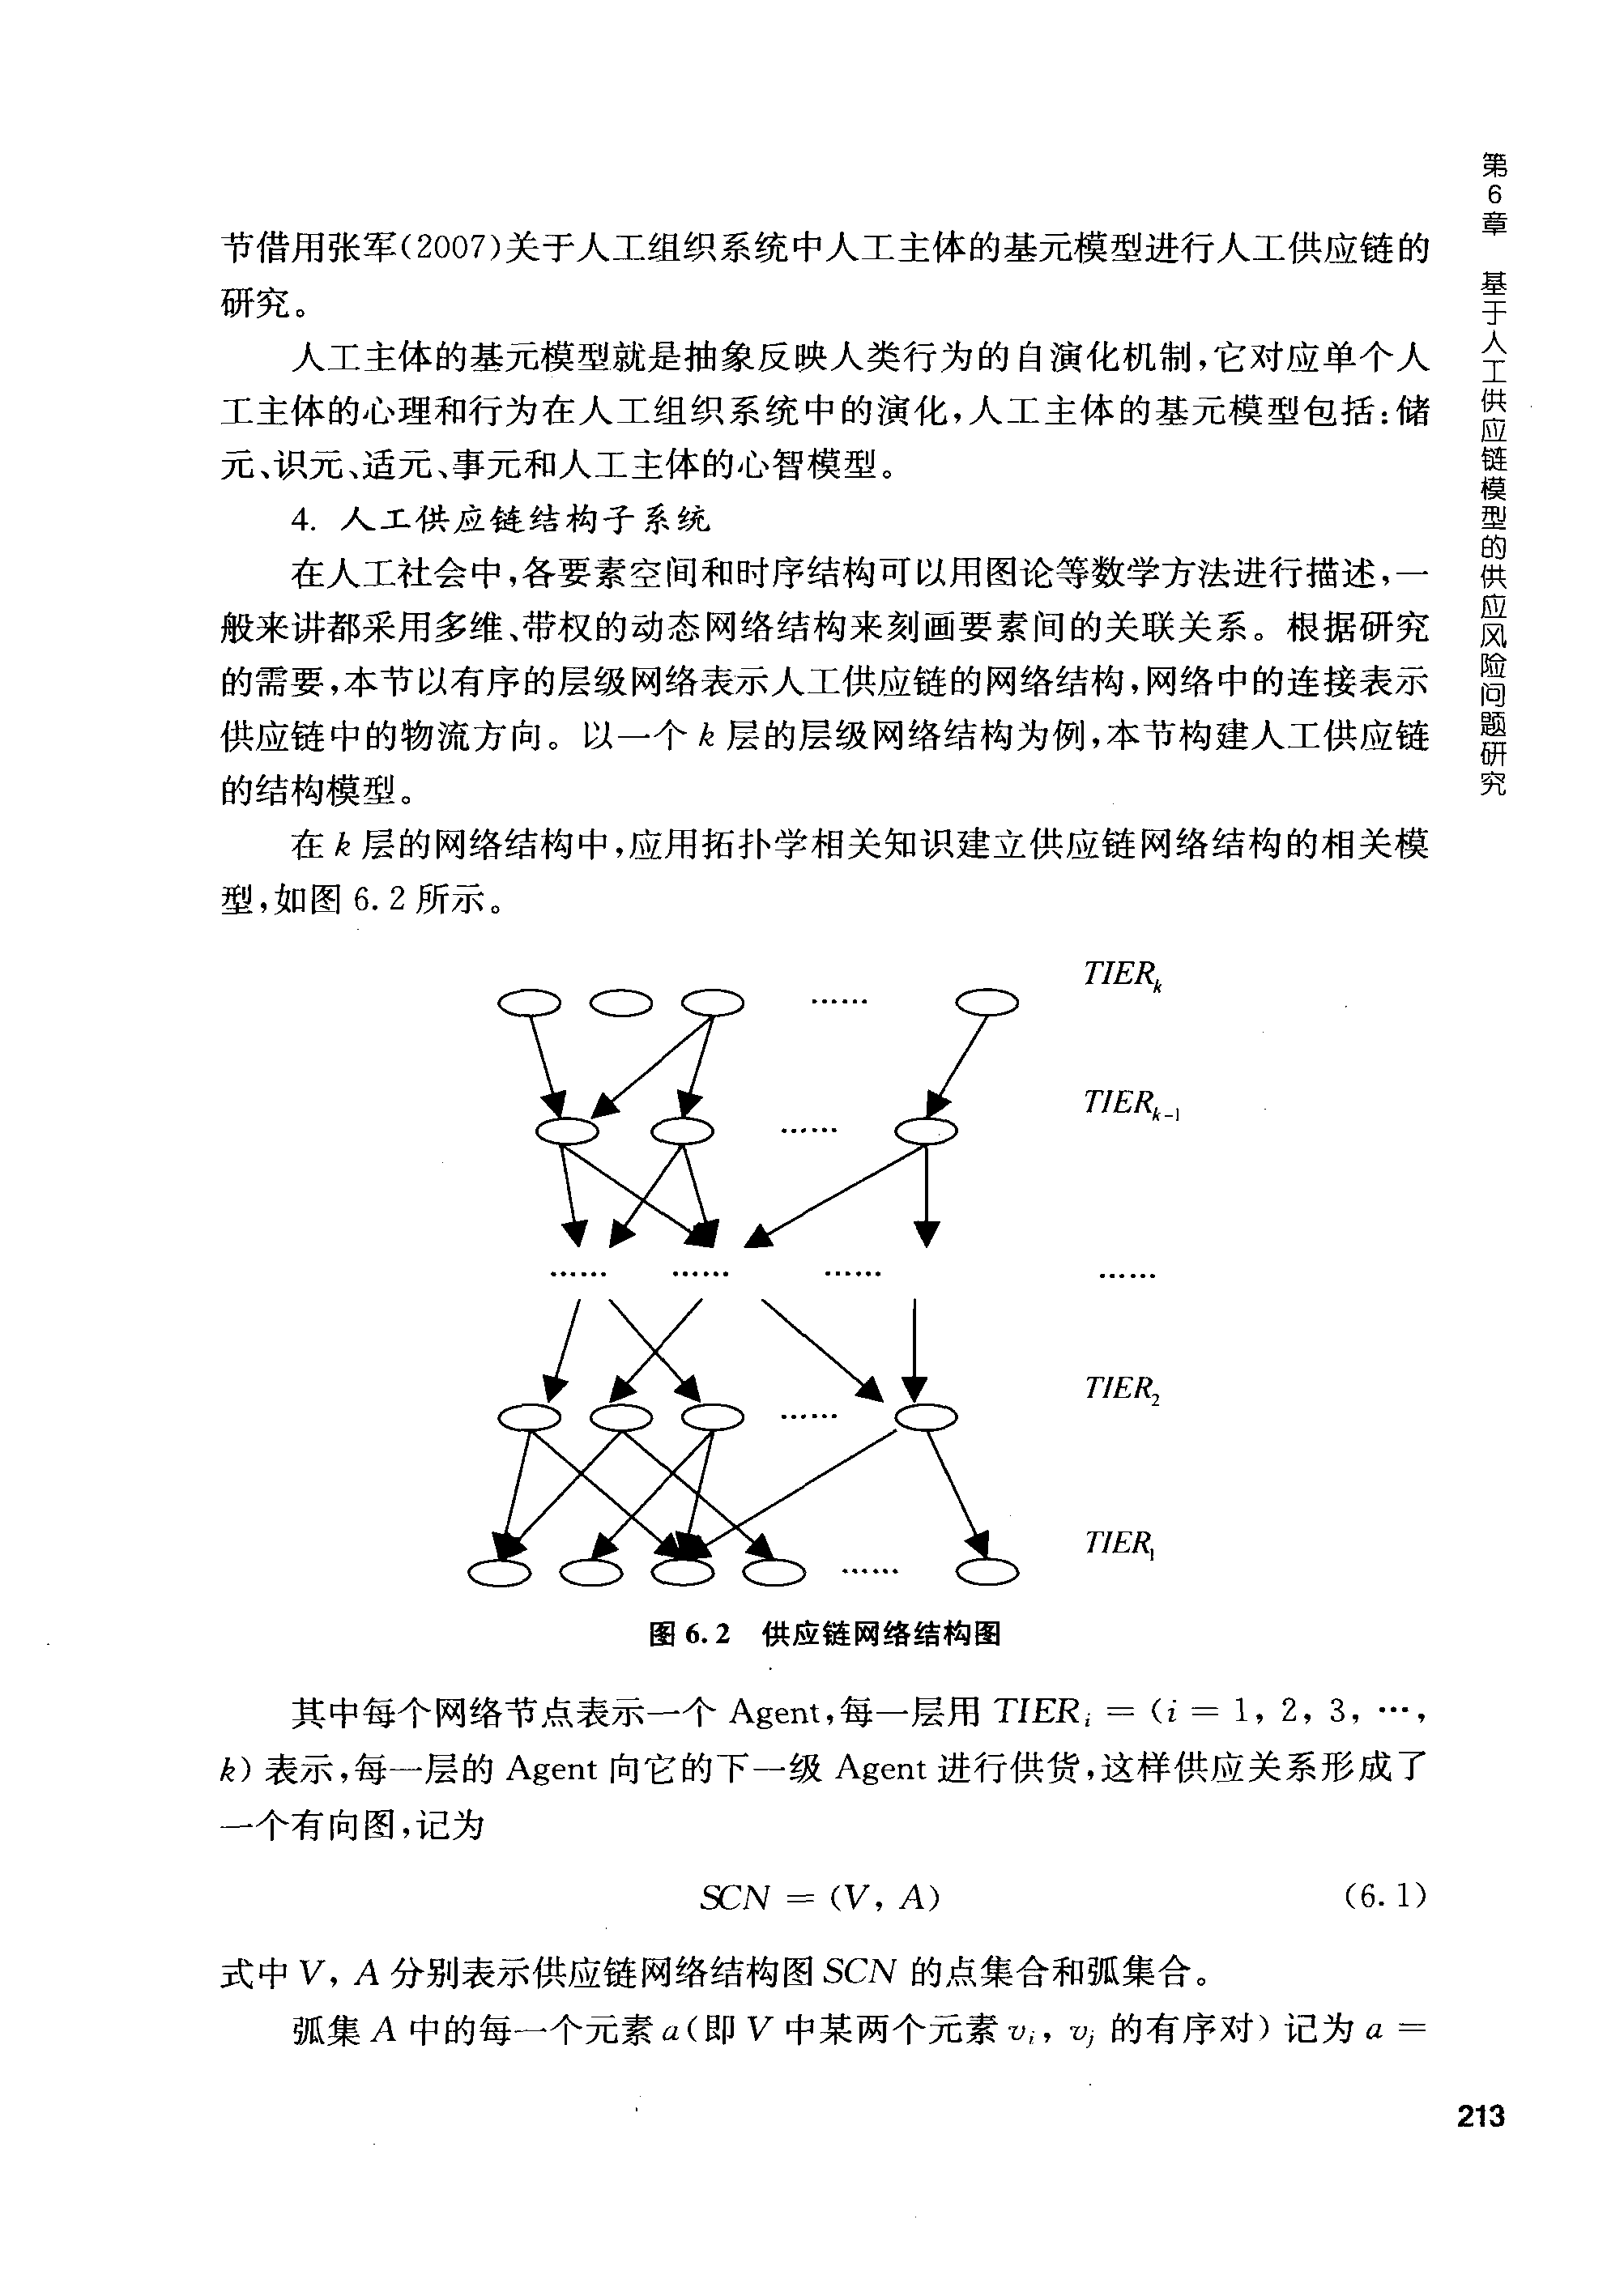 第6章 基于人工供应链模型的供应风险问题研究
节借用张军(2007)关于人工组织系统中人工主体的基元模型进行人工供应链的
研究。
人工主体的基元模型就是抽象反映人类行为的自演化机制,它对应单个人
工主体的心理和行为在人工组织系统中的演化,人工主体的基元模型包括:储
元、识元、适元、事元和人工主体的心智模型。
4. 人工供应链结构子系统
在人工社会中,各要素空间和时序结构可以用图论等数学方法进行描述,一
般来讲都采用多维、带权的动态网络结构来刻画要素间的关联关系。根据研究
的需要,本节以有序的层级网络表示人工供应链的网络结构,网络中的连接表示
供应链中的物流方向。以一个 k 层的层级网络结构为例,本节构建人工供应链
的结构模型。
在 k 层的网络结构中,应用拓扑学相关知识建立供应链网络结构的相关模
型,如图 6.2 所示。
…… TIERₖ
…… TIERₖ₋₁
…… …… …… ……
…… TIER₂
…… TIER₁
图 6.2 供应链网络结构图
其中每个网络节点表示一个 Agent,每一层用 TIERᵢ = (i = 1, 2, 3, …,
k) 表示,每一层的 Agent 向它的下一级 Agent 进行供货,这样供应关系形成了
一个有向图,记为
SCN = (V, A) (6.1)
式中 V, A 分别表示供应链网络结构图 SCN 的点集合和弧集合。
弧集 A 中的每一个元素 a(即 V 中某两个元素 vᵢ, vⱼ 的有序对) 记为 a =
213